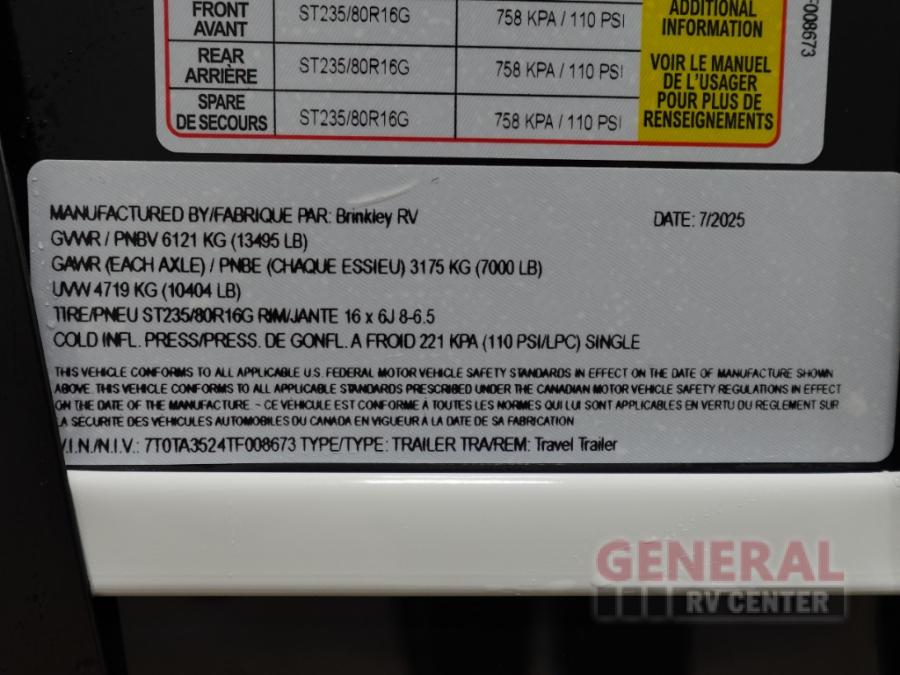 FRONT ST235/80R16G 758 KPA / 110 PSI ADDITIONAL
AVANT INFORMATION
REAR ST235/80R16G 758 KPA / 110 PSI VOIR LE MANUEL
ARRIÈRE DE L'USAGER
SPARE ST235/80R16G 758 KPA / 110 PSI POUR PLUS DE
DE SECOURS RENSEIGNEMENTS
F008673
MANUFACTURED BY/FABRIQUE PAR: Brinkley RV DATE: 7/2025
GVWR / PNBV 6121 KG (13495 LB)
GAWR (EACH AXLE) / PNBE (CHAQUE ESSIEU) 3175 KG (7000 LB)
UVW 4719 KG (10404 LB)
TIRE/PNEU ST235/80R16G RIM/JANTE 16 x 6J 8-6.5
COLD INFL. PRESS/PRESS. DE GONFL. A FROID 221 KPA (110 PSI/LPC) SINGLE
THIS VEHICLE CONFORMS TO ALL APPLICABLE U.S. FEDERAL MOTOR VEHICLE SAFETY STANDARDS IN EFFECT ON THE DATE OF MANUFACTURE SHOWN
ABOVE. THIS VEHICLE CONFORMS TO ALL APPLICABLE STANDARDS PRESCRIBED UNDER THE CANADIAN MOTOR VEHICLE SAFETY REGULATIONS IN EFFECT
ON THE DATE OF THE MANUFACTURE. - CE VÉHICULE EST CONFORME À TOUTES LES NORMES QUI LUI SONT APPLICABLES EN VERTU DU REGLEMENT SUR
LA SECURITE DES VÉHICULES AUTOMOBILES DU CANADA EN VIGUEUR À LA DATE DE SA FABRICATION
V.I.N./N.I.V.: 7T0TA3524TF008673 TYPE/TYPE: TRAILER TRA/REM: Travel Trailer
GENERAL
RV CENTER